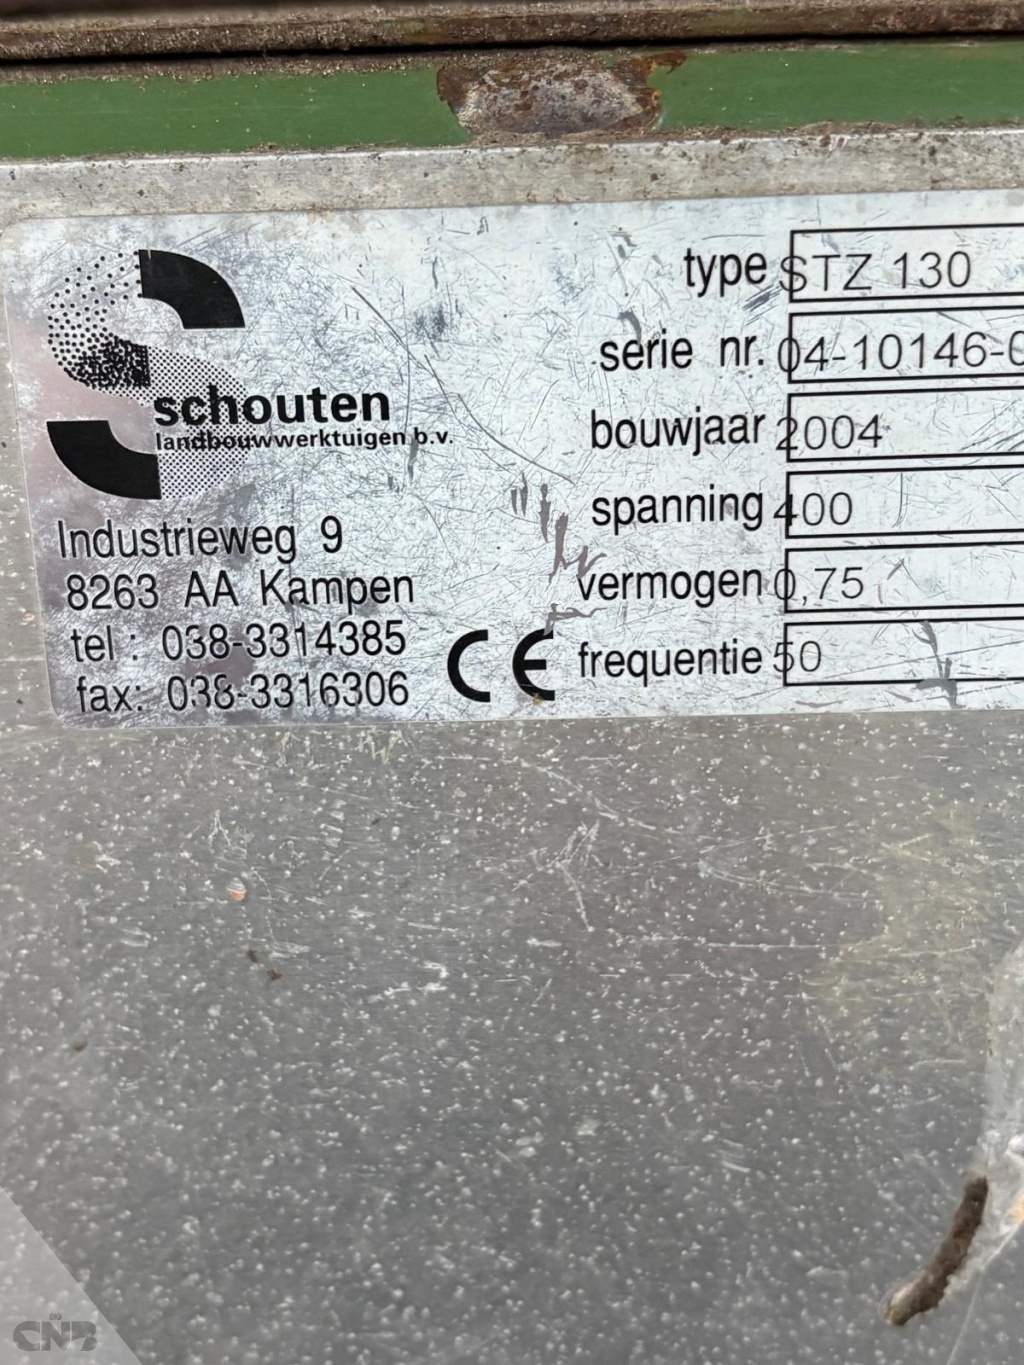 schouten
landbouwwerktuigen b.v.
Industrieweg 9
8263 AA Kampen
tel : 038-3314385
fax: 038-3316306
CE
type STZ 130
serie nr. 04-10146-0
bouwjaar 2004
spanning 400
vermogen 0,75
frequentie 50
CNB